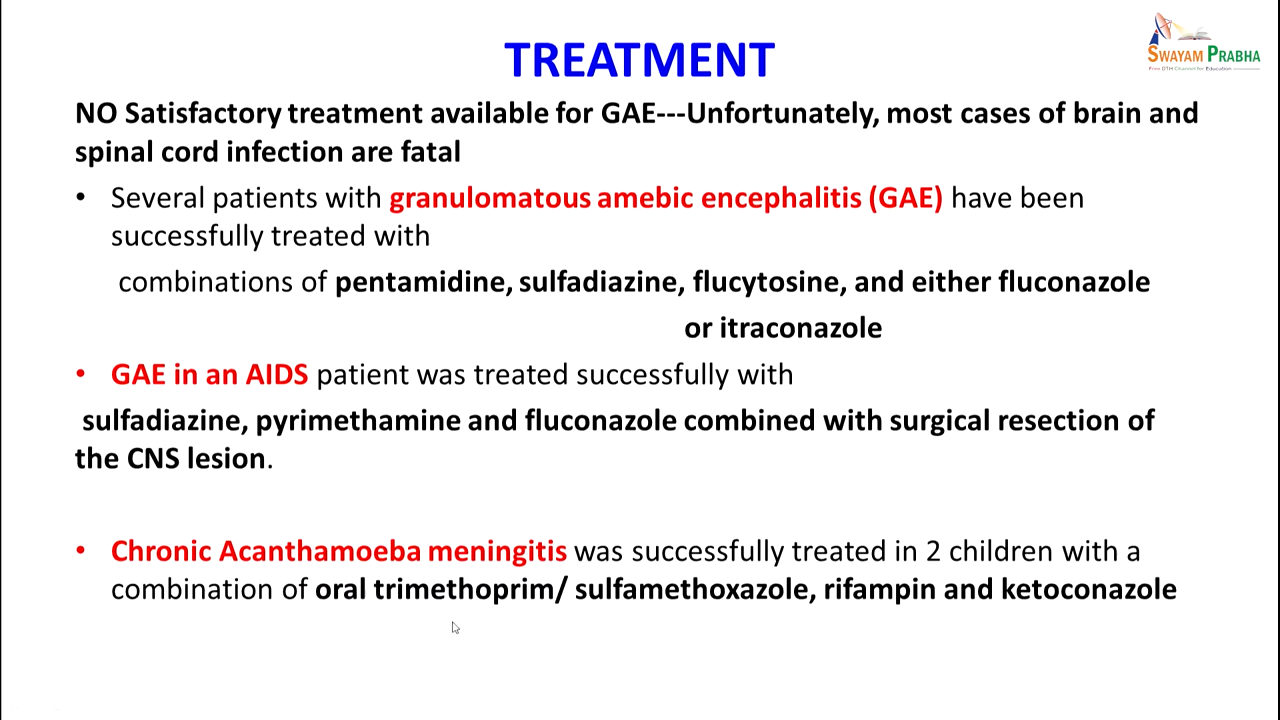 SWAYAM PRABHA
Free DTH Channel for Education
TREATMENT
NO Satisfactory treatment available for GAE---Unfortunately, most cases of brain and
spinal cord infection are fatal
• Several patients with granulomatous amebic encephalitis (GAE) have been
successfully treated with
combinations of pentamidine, sulfadiazine, flucytosine, and either fluconazole
or itraconazole
• GAE in an AIDS patient was treated successfully with
sulfadiazine, pyrimethamine and fluconazole combined with surgical resection of
the CNS lesion.
• Chronic Acanthamoeba meningitis was successfully treated in 2 children with a
combination of oral trimethoprim/ sulfamethoxazole, rifampin and ketoconazole